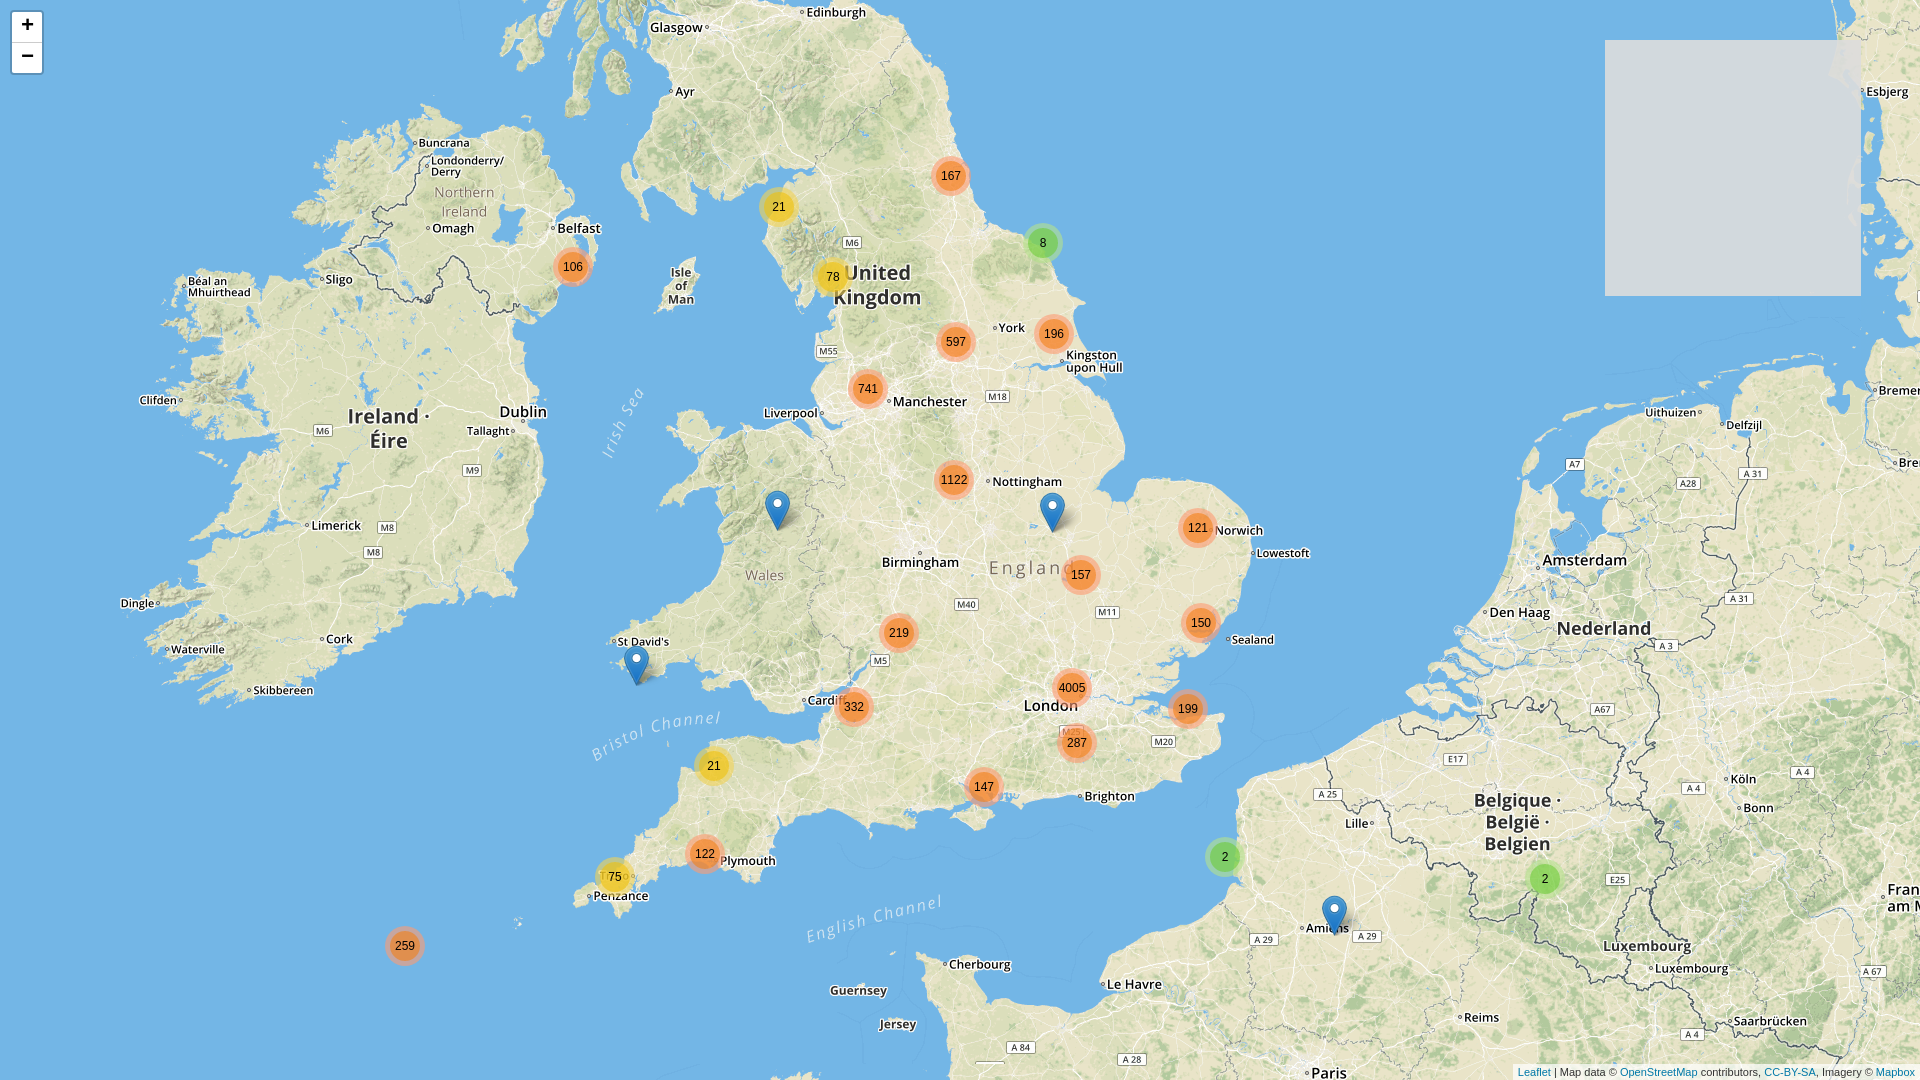 +
−
Edinburgh
Glasgow
Ayr
Esbjerg
Buncrana
Londonderry/
Derry
167
Northern
Ireland
21
Omagh
Belfast
M6
8
106
Isle
of
Man
78
United
Kingdom
Sligo
Béal an
Mhuirthead
York
196
597
M55
Kingston
upon Hull
741
Manchester
M18
Clifden
Liverpool
Dublin
Ireland ·
Éire
Tallaght
M6
Irish Sea
Uithuizen
Delfzijl
M9
1122
Nottingham
A7
A 31
A28
Limerick
M8
M8
121
Norwich
Lowestoft
Birmingham
England
157
Wales
Amsterdam
Dingle
M40
M11
A 31
Den Haag
Nederland
Cork
219
150
Sealand
St David's
Waterville
M5
A 3
Skibbereen
4005
Cardiff
332
London
199
A67
Bristol Channel
M25
287
M20
E17
21
147
Brighton
A 25
Köln
A 4
A 4
Bonn
Belgique ·
België ·
Belgien
Lille
122
Plymouth
2
75
Penzance
2
E25
English Channel
Amiens
A 29
A 29
259
Luxembourg
Luxembourg
Cherbourg
A 67
Le Havre
Guernsey
Jersey
Reims
Saarbrücken
A 4
A 84
A 28
Paris
Leaflet | Map data © OpenStreetMap contributors, CC-BY-SA, Imagery © Mapbox